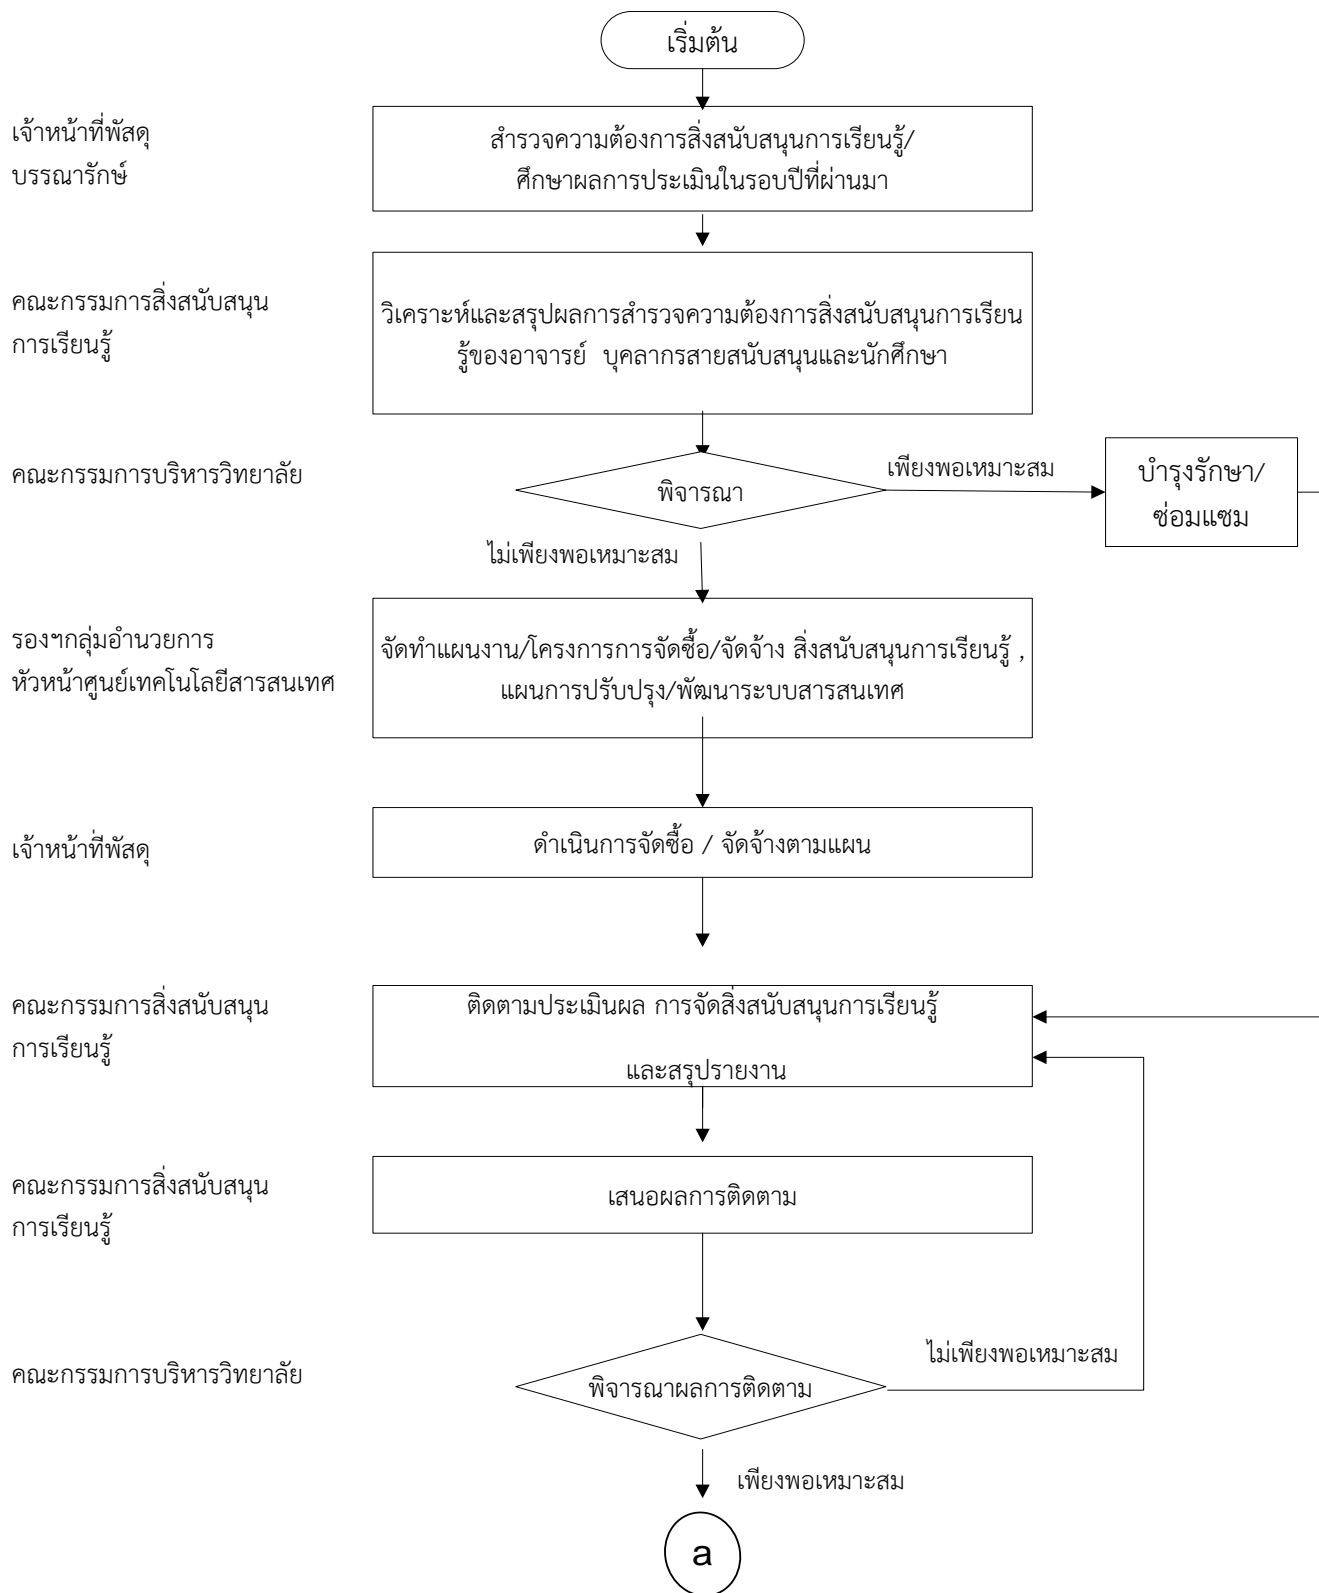 เริ่มต้น
เจ้าหน้าที่พัสดุ
บรรณารักษ์
สำรวจความต้องการสิ่งสนับสนุนการเรียนรู้/
ศึกษาผลการประเมินในรอบปีที่ผ่านมา
คณะกรรมการสิ่งสนับสนุน
การเรียนรู้
วิเคราะห์และสรุปผลการสำรวจความต้องการสิ่งสนับสนุนการเรียน
รู้ของอาจารย์ บุคลากรสายสนับสนุนและนักศึกษา
คณะกรรมการบริหารวิทยาลัย
พิจารณา
เพียงพอเหมาะสม
บำรุงรักษา/
ซ่อมแซม
ไม่เพียงพอเหมาะสม
รองฯกลุ่มอำนวยการ
หัวหน้าศูนย์เทคโนโลยีสารสนเทศ
จัดทำแผนงาน/โครงการการจัดซื้อ/จัดจ้าง สิ่งสนับสนุนการเรียนรู้ ,
แผนการปรับปรุง/พัฒนาระบบสารสนเทศ
เจ้าหน้าที่พัสดุ
ดำเนินการจัดซื้อ / จัดจ้างตามแผน
คณะกรรมการสิ่งสนับสนุน
การเรียนรู้
ติดตามประเมินผล การจัดสิ่งสนับสนุนการเรียนรู้
และสรุปรายงาน
คณะกรรมการสิ่งสนับสนุน
การเรียนรู้
เสนอผลการติดตาม
คณะกรรมการบริหารวิทยาลัย
พิจารณาผลการติดตาม
ไม่เพียงพอเหมาะสม
เพียงพอเหมาะสม
a